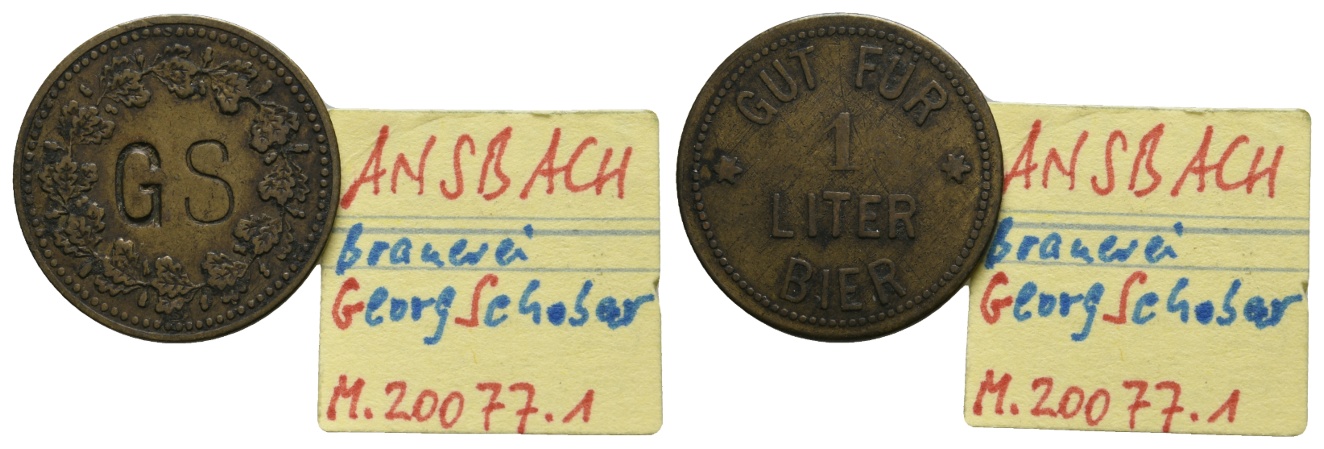 GS
ANSBACH
Brauerei
Georg Schober
M.20077.1
GUT FÜR
1
LITER
BIER
ANSBACH
Brauerei
Georg Schober
M.20077.1